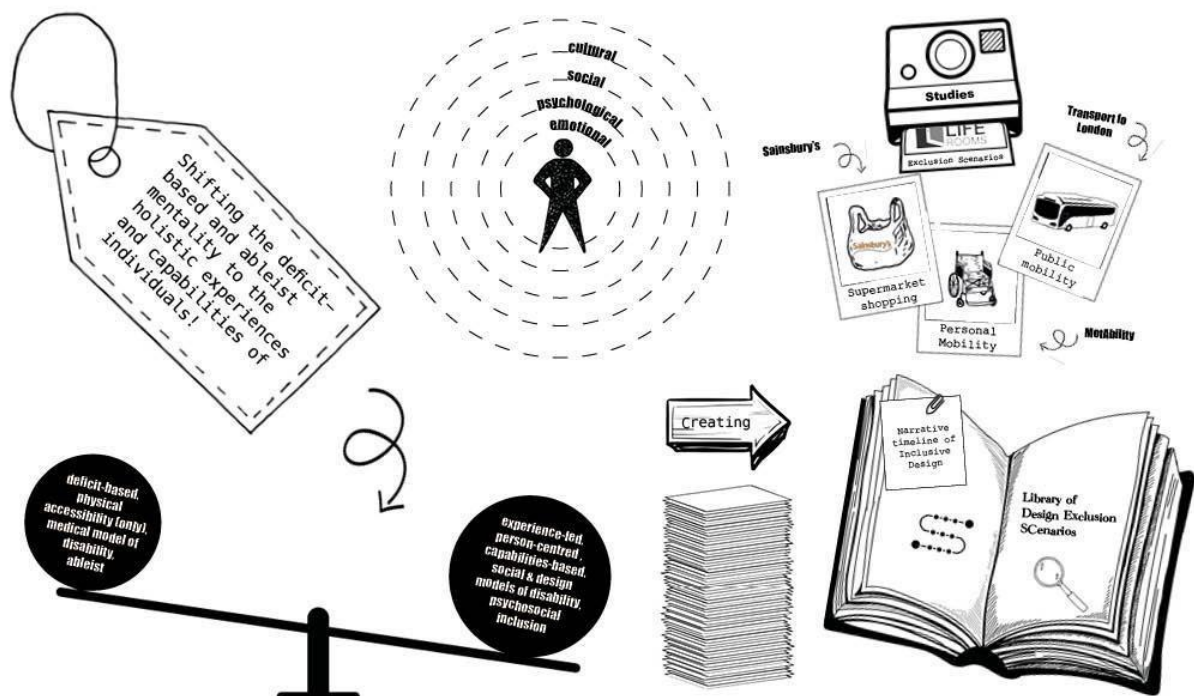 Shifting the deficit-
based and ableist
mentality to the
holistic experiences
and capabilities of
individuals!
cultural
social
psychological
emotional
Studies
LIFE
ROOMS
Exclusion Scenarios
Sainsbury's
Transport fo
London
Sainsbury's
Supermarket
shopping
Personal
Mobility
Public
mobility
MotAbility
deficit-based,
physical
accessibility (only),
medical model of
disability,
ableist
experience-led,
person-centred ,
capabilities-based,
social & design
models of disability,
psychosocial
inclusion
Creating
Narrative
timeline of
Inclusive
Design
Library of
Design Exclusion
SCenarios